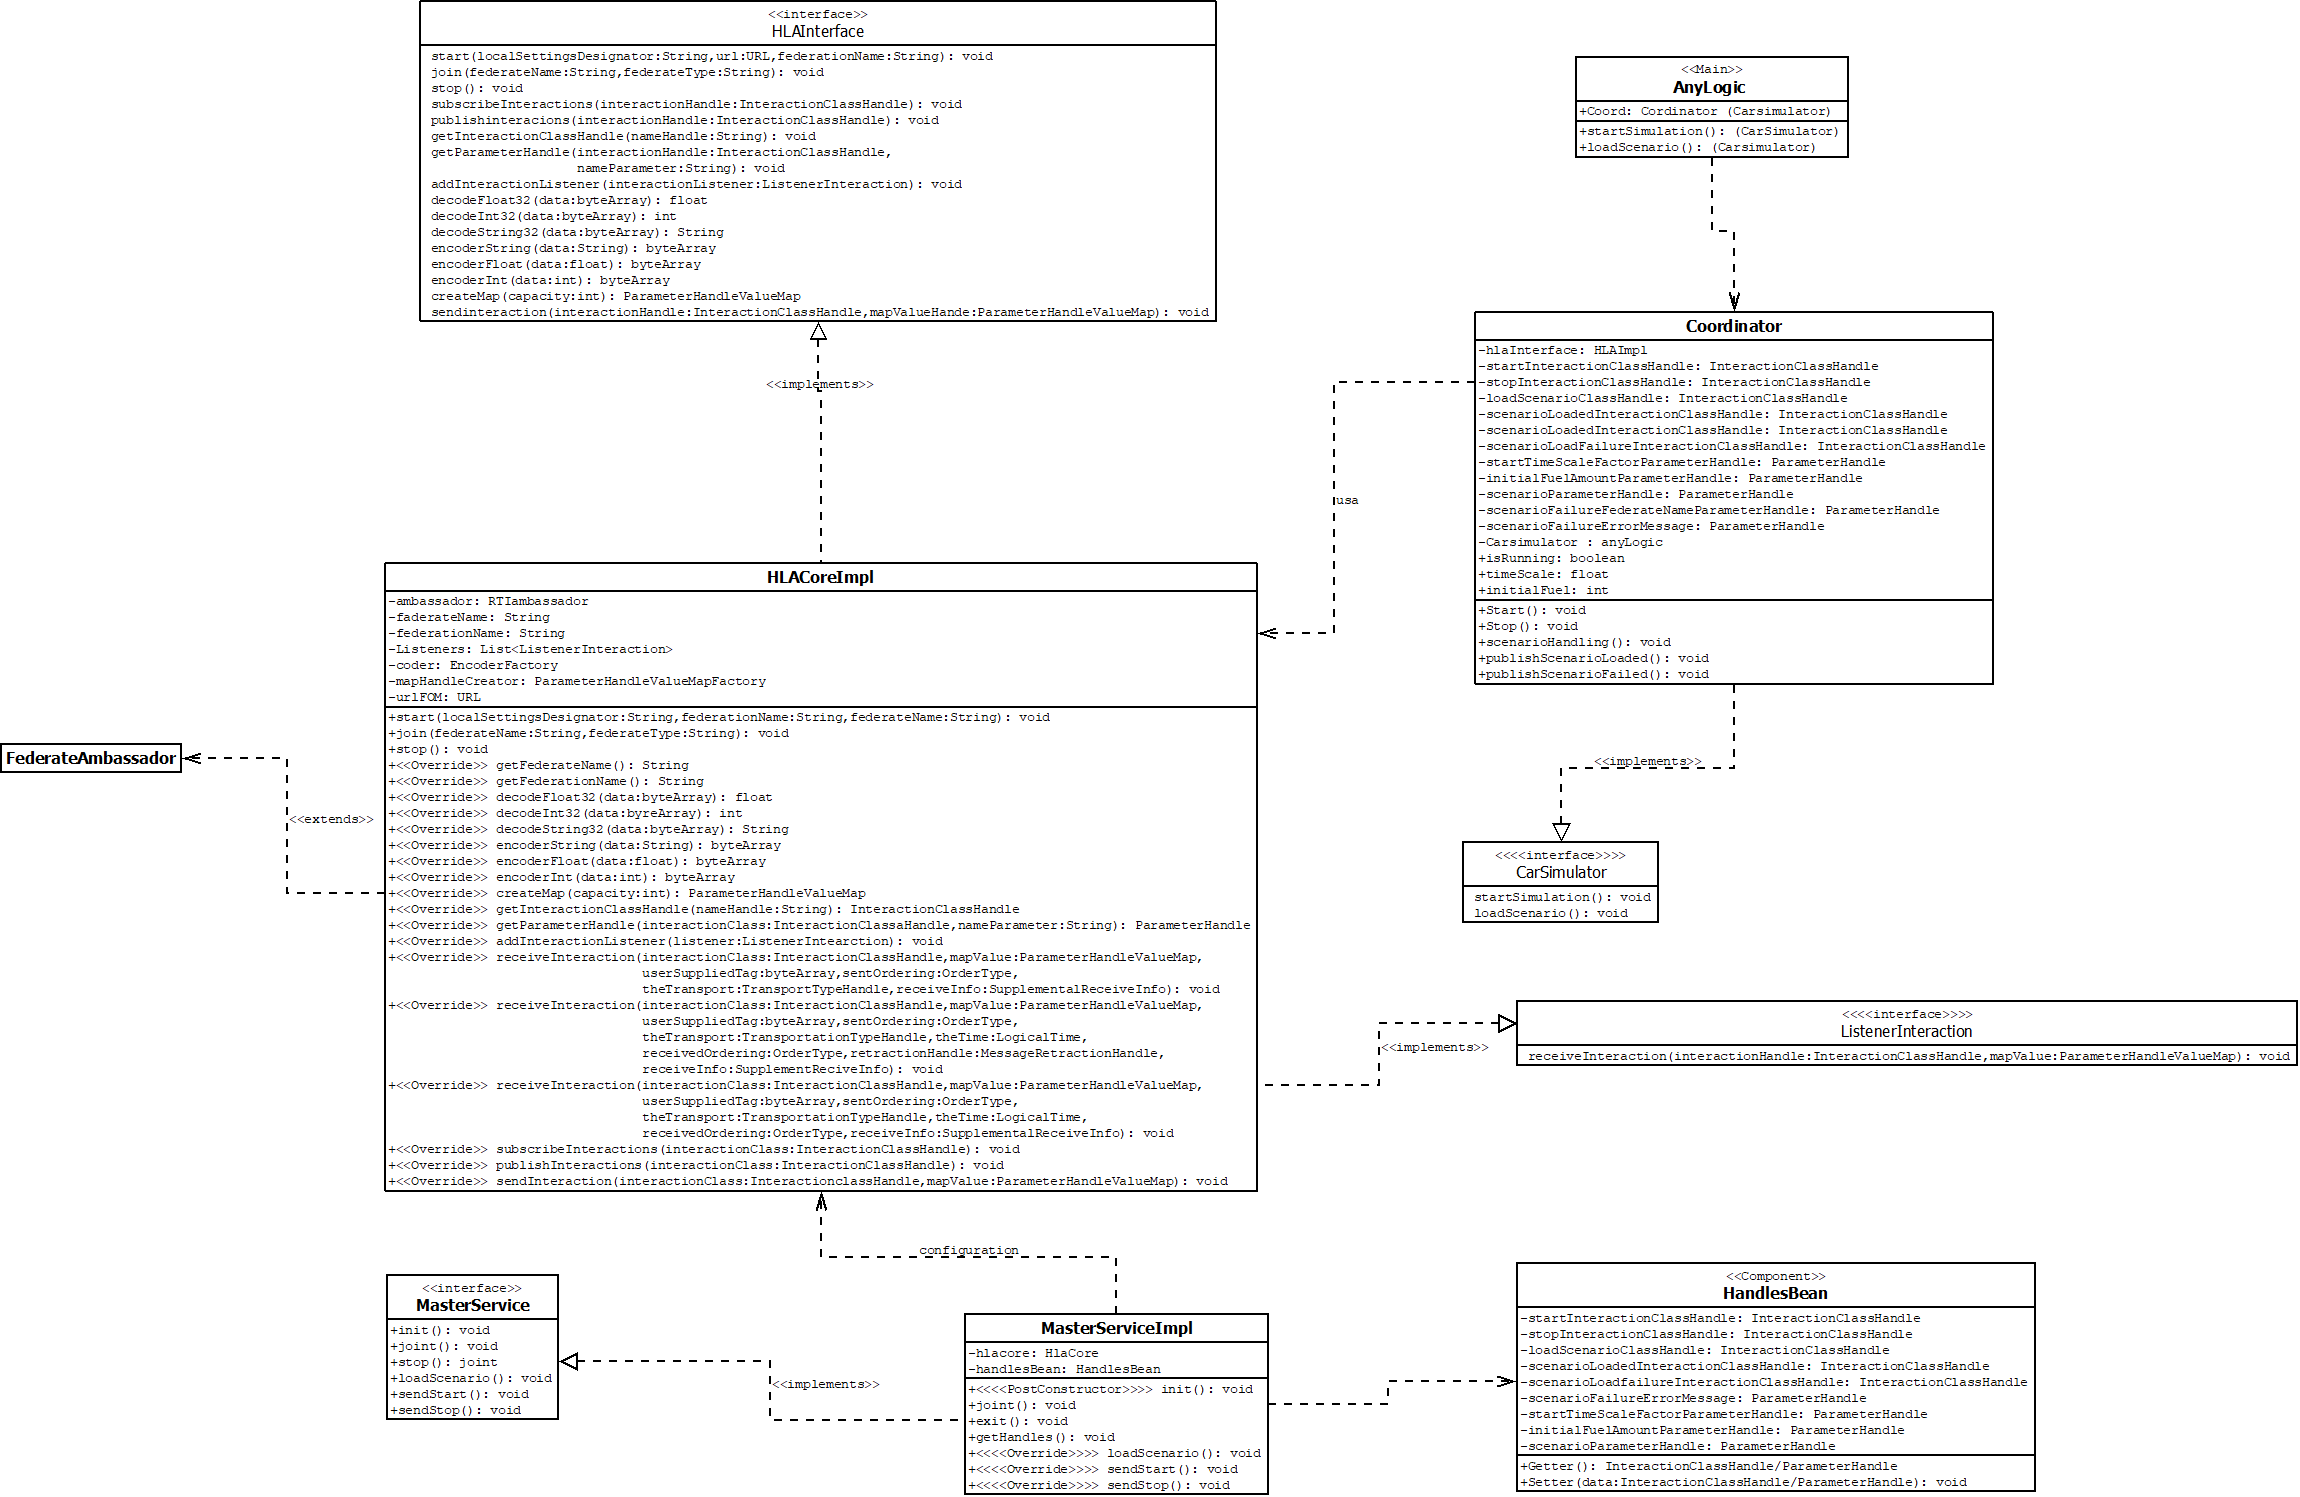 <<interface>>
HLAInterface
start(localSettingsDesignator:String,url:URL,federationName:String): void
join(federateName:String,federateType:String): void
stop(): void
subscribeInteractions(interactionHandle:InteractionClassHandle): void
publishinteracions(interactionHandle:InteractionClassHandle): void
getInteractionClassHandle(nameHandle:String): void
getParameterHandle(interactionHandle:InteractionClassHandle,
nameParameter:String): void
addInteractionListener(interactionListener:ListenerInteraction): void
decodeFloat32(data:byteArray): float
decodeInt32(data:byteArray): int
decodeString32(data:byteArray): String
encoderString(data:String): byteArray
encoderFloat(data:float): byteArray
encoderInt(data:int): byteArray
createMap(capacity:int): ParameterHandleValueMap
sendinteraction(interactionHandle:InteractionClassHandle,mapValueHande:ParameterHandleValueMap): void
<<Main>>
AnyLogic
+Coord: Cordinator (Carsimulator)
+startSimulation(): (CarSimulator)
+loadScenario(): (Carsimulator)
<<implements>>
Coordinator
-hlaInterface: HLAImpl
-startInteractionClassHandle: InteractionClassHandle
-stopInteractionClassHandle: InteractionClassHandle
-loadScenarioClassHandle: InteractionClassHandle
-scenarioLoadedInteractionClassHandle: InteractionClassHandle
-scenarioLoadedInteractionClassHandle: InteractionClassHandle
-scenarioLoadFailureInteractionClassHandle: InteractionClassHandle
-startTimeScaleFactorParameterHandle: ParameterHandle
-initialFuelAmountParameterHandle: ParameterHandle
-scenarioParameterHandle: ParameterHandle
-scenarioFailureFederateNameParameterHandle: ParameterHandle
-scenarioFailureErrorMessage: ParameterHandle
-Carsimulator : anyLogic
+isRunning: boolean
+timeScale: float
+initialFuel: int
+Start(): void
+Stop(): void
+scenarioHandling(): void
+publishScenarioLoaded(): void
+publishScenarioFailed(): void
usa
HLACoreImpl
-ambassador: RTIambassador
-faderateName: String
-federationName: String
-Listeners: List<ListenerInteraction>
-coder: EncoderFactory
-mapHandleCreator: ParameterHandleValueMapFactory
-urlFOM: URL
+start(localSettingsDesignator:String,federationName:String,federateName:String): void
+join(federateName:String,federateType:String): void
+stop(): void
+<<Override>> getFederateName(): String
+<<Override>> getFederationName(): String
+<<Override>> decodeFloat32(data:byteArray): float
+<<Override>> decodeInt32(data:byreArray): int
+<<Override>> decodeString32(data:byteArray): String
+<<Override>> encoderString(data:String): byteArray
+<<Override>> encoderFloat(data:float): byteArray
+<<Override>> encoderInt(data:int): byteArray
+<<Override>> createMap(capacity:int): ParameterHandleValueMap
+<<Override>> getInteractionClassHandle(nameHandle:String): InteractionClassHandle
+<<Override>> getParameterHandle(interactionClass:InteractionClassaHandle,nameParameter:String): ParameterHandle
+<<Override>> addInteractionListener(listener:ListenerIntearction): void
+<<Override>> receiveInteraction(interactionClass:InteractionClassHandle,mapValue:ParameterHandleValueMap,
userSuppliedTag:byteArray,sentOrdering:OrderType,
theTransport:TransportTypeHandle,receiveInfo:SupplementalReceiveInfo): void
+<<Override>> receiveInteraction(interactionClass:InteractionClassHandle,mapValue:ParameterHandleValueMap,
userSuppliedTag:byteArray,sentOrdering:OrderType,
theTransport:TransportationTypeHandle,theTime:LogicalTime,
receivedOrdering:OrderType,retractionHandle:MessageRetractionHandle,
receiveInfo:SupplementReciveInfo): void
+<<Override>> receiveInteraction(interactionClass:InteractionClassHandle,mapValue:ParameterHandleValueMap,
userSuppliedTag:byteArray,sentOrdering:OrderType,
theTransport:TransportationTypeHandle,theTime:LogicalTime,
receivedOrdering:OrderType,receiveInfo:SupplementalReceiveInfo): void
+<<Override>> subscribeInteractions(interactionClass:InteractionClassHandle): void
+<<Override>> publishInteractions(interactionClass:InteractionClassHandle): void
+<<Override>> sendInteraction(interactionClass:InteractionclassHandle,mapValue:ParameterHandleValueMap): void
FederateAmbassador
<<extends>>
<<implements>>
<<<<interface>>>>
CarSimulator
startSimulation(): void
loadScenario(): void
<<<<interface>>>>
ListenerInteraction
receiveInteraction(interactionHandle:InteractionClassHandle,mapValue:ParameterHandleValueMap): void
<<implements>>
configuration
<<interface>>
MasterService
+init(): void
+joint(): void
+stop(): joint
+loadScenario(): void
+sendStart(): void
+sendStop(): void
<<implements>>
MasterServiceImpl
-hlacore: HlaCore
-handlesBean: HandlesBean
+<<<<PostConstructor>>>> init(): void
+joint(): void
+exit(): void
+getHandles(): void
+<<<<Override>>>> loadScenario(): void
+<<<<Override>>>> sendStart(): void
+<<<<Override>>>> sendStop(): void
<<Component>>
HandlesBean
-startInteractionClassHandle: InteractionClassHandle
-stopInteractionClassHandle: InteractionClassHandle
-loadScenarioClassHandle: InteractionClassHandle
-scenarioLoadedInteractionClassHandle: InteractionClassHandle
-scenarioLoadfailureInteractionClassHandle: InteractionClassHandle
-scenarioFailureErrorMessage: ParameterHandle
-startTimeScaleFactorParameterHandle: ParameterHandle
-initialFuelAmountParameterHandle: ParameterHandle
-scenarioParameterHandle: ParameterHandle
+Getter(): InteractionClassHandle/ParameterHandle
+Setter(data:InteractionClassHandle/ParameterHandle): void